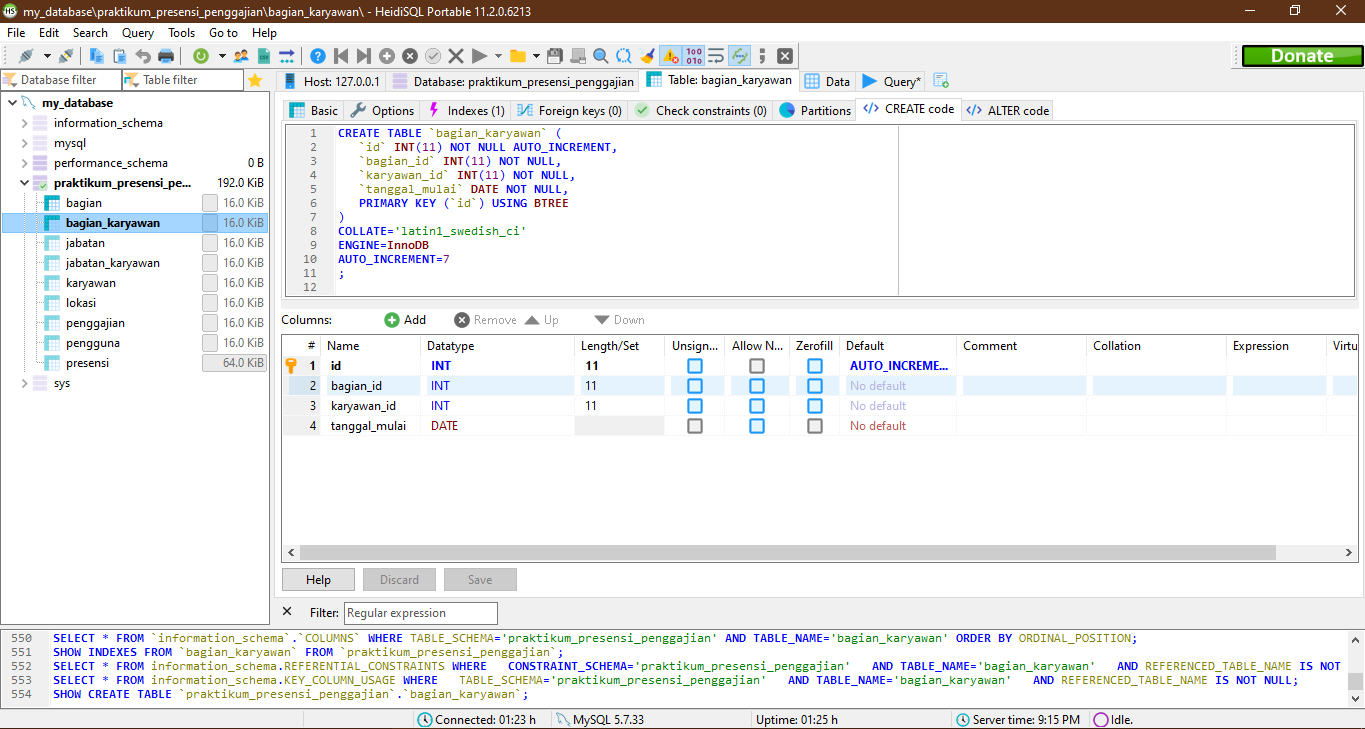 my_database\praktikum_presensi_penggajian\bagian_karyawan\ - HeidiSQL Portable 11.2.0.6213
File Edit Search Query Tools Go to Help
Donate
Database filter Table filter
Host: 127.0.0.1 Database: praktikum_presensi_penggajian Table: bagian_karyawan Data Query*
my_database
information_schema
mysql
performance_schema 0 B
praktikum_presensi_pe... 192.0 KiB
bagian 16.0 KiB
bagian_karyawan 16.0 KiB
jabatan 16.0 KiB
jabatan_karyawan 16.0 KiB
karyawan 16.0 KiB
lokasi 16.0 KiB
penggajian 16.0 KiB
pengguna 16.0 KiB
presensi 64.0 KiB
sys
Basic Options Indexes (1) Foreign keys (0) Check constraints (0) Partitions CREATE code ALTER code
1 CREATE TABLE `bagian_karyawan` (
2 `id` INT(11) NOT NULL AUTO_INCREMENT,
3 `bagian_id` INT(11) NOT NULL,
4 `karyawan_id` INT(11) NOT NULL,
5 `tanggal_mulai` DATE NOT NULL,
6 PRIMARY KEY (`id`) USING BTREE
7 )
8 COLLATE='latin1_swedish_ci'
9 ENGINE=InnoDB
10 AUTO_INCREMENT=7
11 ;
12
Columns: Add Remove Up Down
# Name Datatype Length/Set Unsign... Allow N... Zerofill Default Comment Collation Expression Virtu
1 id INT 11 AUTO_INCREME...
2 bagian_id INT 11 No default
3 karyawan_id INT 11 No default
4 tanggal_mulai DATE No default
Help Discard Save
Filter: Regular expression
550 SELECT * FROM `information_schema`.`COLUMNS` WHERE TABLE_SCHEMA='praktikum_presensi_penggajian' AND TABLE_NAME='bagian_karyawan' ORDER BY ORDINAL_POSITION;
551 SHOW INDEXES FROM `bagian_karyawan` FROM `praktikum_presensi_penggajian`;
552 SELECT * FROM information_schema.REFERENTIAL_CONSTRAINTS WHERE CONSTRAINT_SCHEMA='praktikum_presensi_penggajian' AND TABLE_NAME='bagian_karyawan' AND REFERENCED_TABLE_NAME IS NOT
553 SELECT * FROM information_schema.KEY_COLUMN_USAGE WHERE TABLE_SCHEMA='praktikum_presensi_penggajian' AND TABLE_NAME='bagian_karyawan' AND REFERENCED_TABLE_NAME IS NOT NULL;
554 SHOW CREATE TABLE `praktikum_presensi_penggajian`.`bagian_karyawan`;
Connected: 01:23 h MySQL 5.7.33 Uptime: 01:25 h Server time: 9:15 PM Idle.